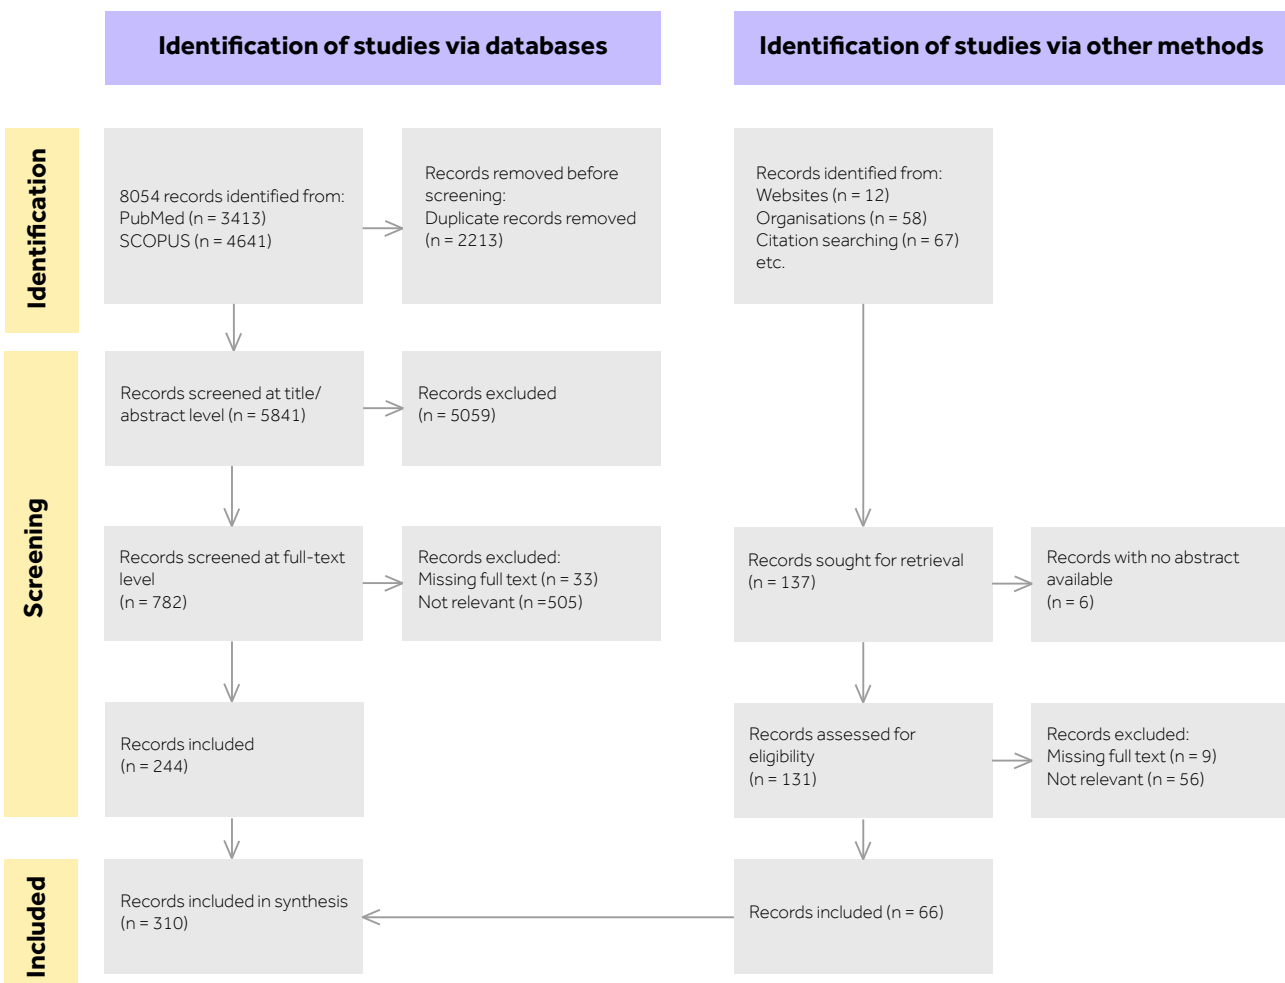 Identification of studies via databases
Identification of studies via other methods
Identification
8054 records identified from:
PubMed (n = 3413)
SCOPUS (n = 4641)
Records removed before
screening:
Duplicate records removed
(n = 2213)
Records identified from:
Websites (n = 12)
Organisations (n = 58)
Citation searching (n = 67)
etc.
Screening
Records screened at title/
abstract level (n = 5841)
Records excluded
(n = 5059)
Records screened at full-text
level
(n = 782)
Records excluded:
Missing full text (n = 33)
Not relevant (n =505)
Records sought for retrieval
(n = 137)
Records with no abstract
available
(n = 6)
Records included
(n = 244)
Records assessed for
eligibility
(n = 131)
Records excluded:
Missing full text (n = 9)
Not relevant (n = 56)
Included
Records included in synthesis
(n = 310)
Records included (n = 66)